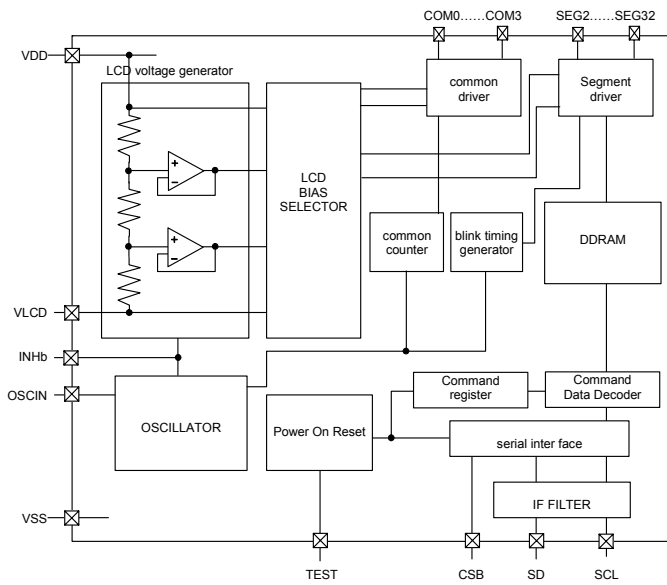 COM0……COM3
SEG2……SEG32
VDD
LCD voltage generator
common
driver
Segment
driver
+
−
LCD
BIAS
SELECTOR
+
−
common
counter
blink timing
generator
DDRAM
VLCD
INHb
OSCIN
OSCILLATOR
Power On Reset
Command
register
Command
Data Decoder
serial inter face
IF FILTER
VSS
TEST
CSB
SD
SCL